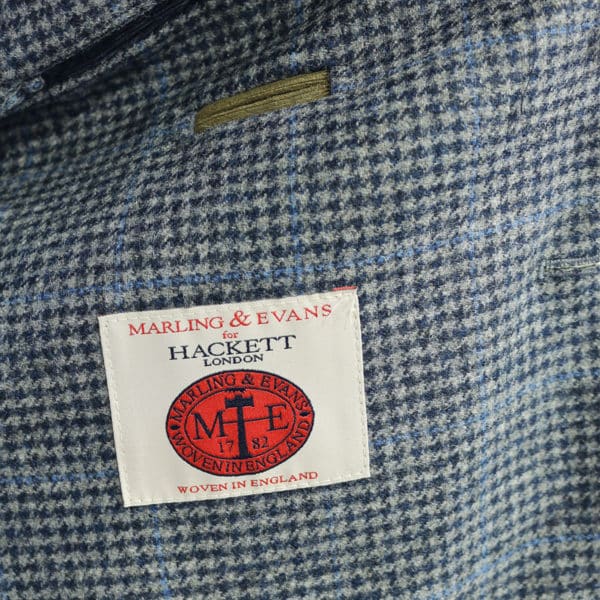 MARLING & EVANS
for
HACKETT
LONDON
MARLING & EVANS
M E
17 82
WOVEN IN ENGLAND
WOVEN IN ENGLAND